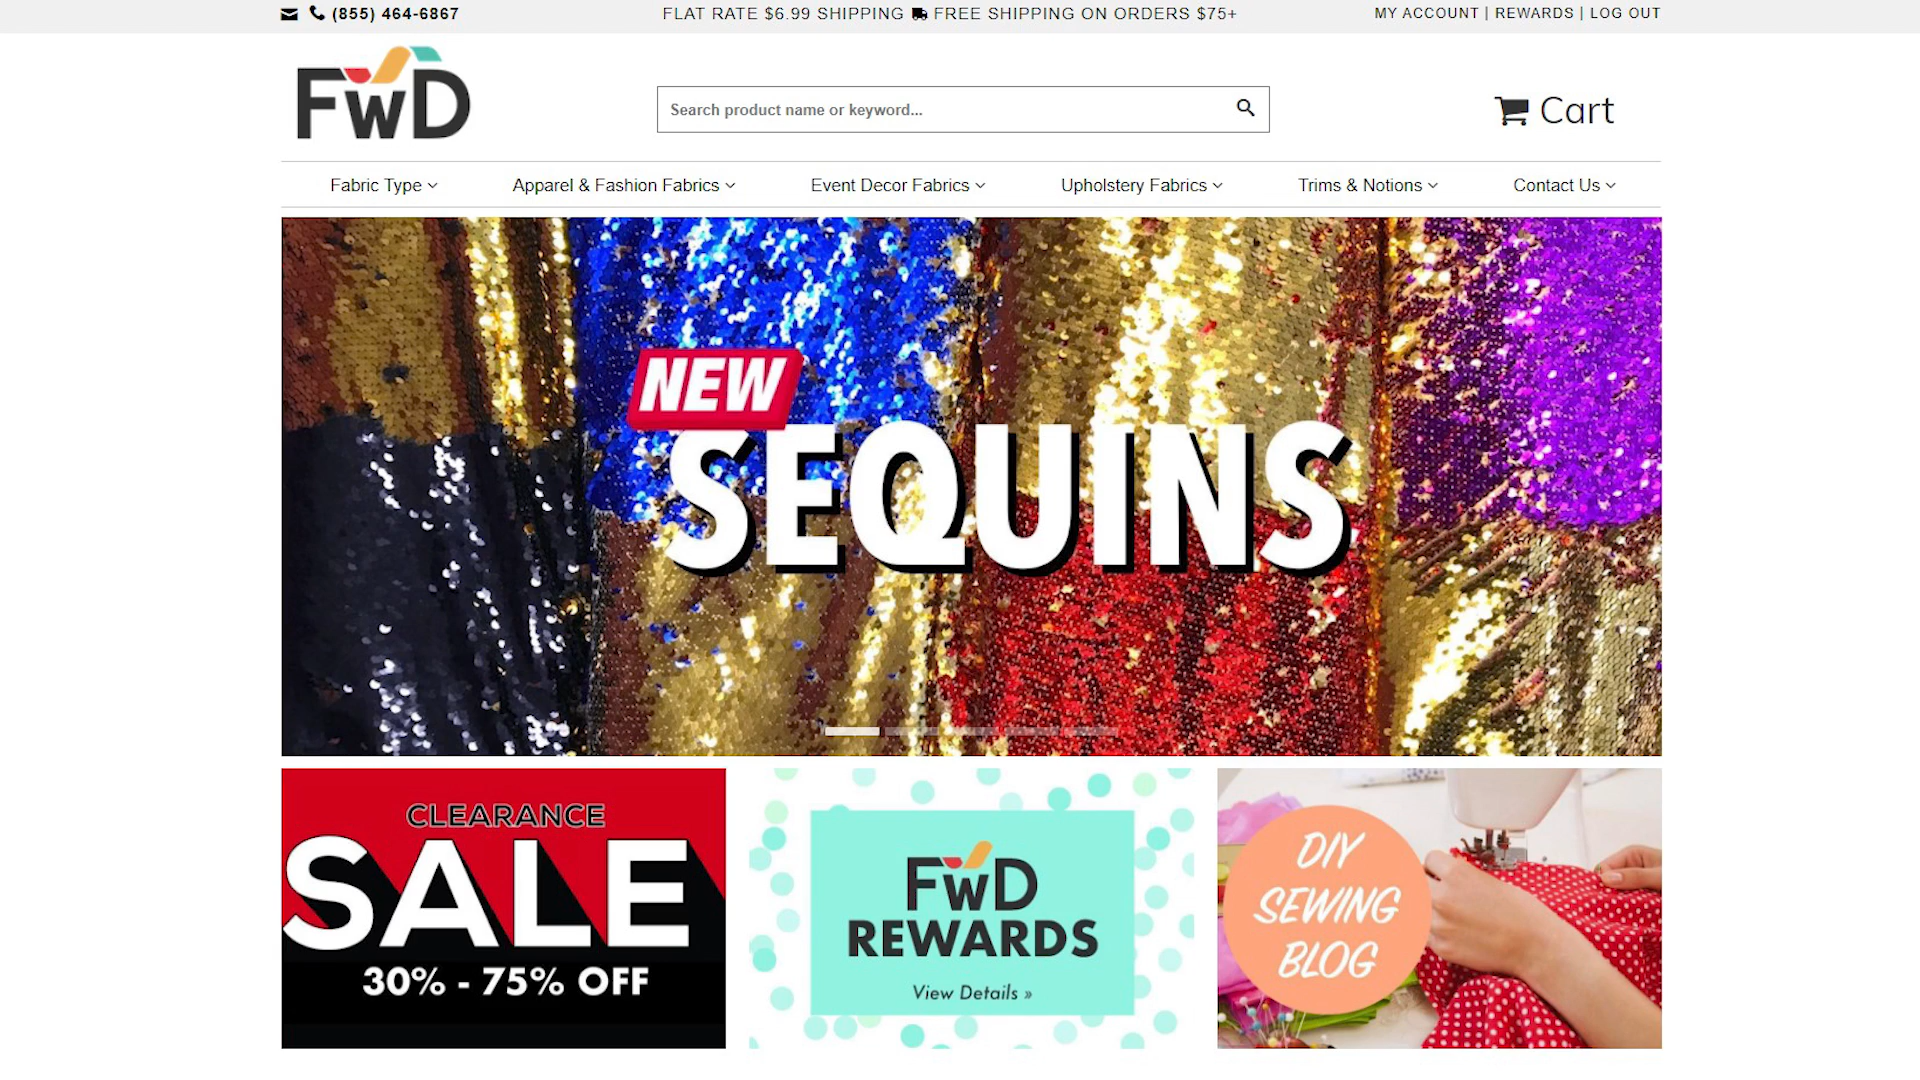 (855) 464-6867
FLAT RATE $6.99 SHIPPING FREE SHIPPING ON ORDERS $75+
MY ACCOUNT | REWARDS | LOG OUT
FWD
Search product name or keyword...
Cart
Fabric Type
Apparel & Fashion Fabrics
Event Decor Fabrics
Upholstery Fabrics
Trims & Notions
Contact Us
NEW
SEQUINS
CLEARANCE
SALE
30% - 75% OFF
FWD
REWARDS
View Details »
DIY
SEWING
BLOG